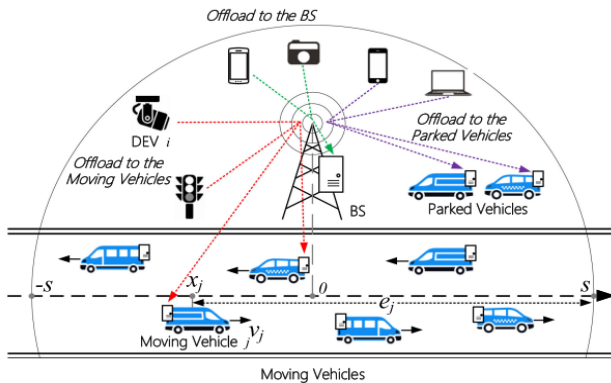 Offload to the BS
DEV i
Offload to the
Moving Vehicles
Offload to the
Parked Vehicles
BS
Parked Vehicles
-s
x_j
0
s
e_j
Moving Vehicle j
v_j
Moving Vehicles